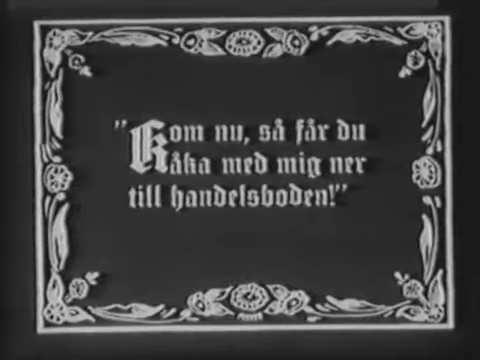 "Kom nu, så får du
åka med mig ner
till handelsboden!"